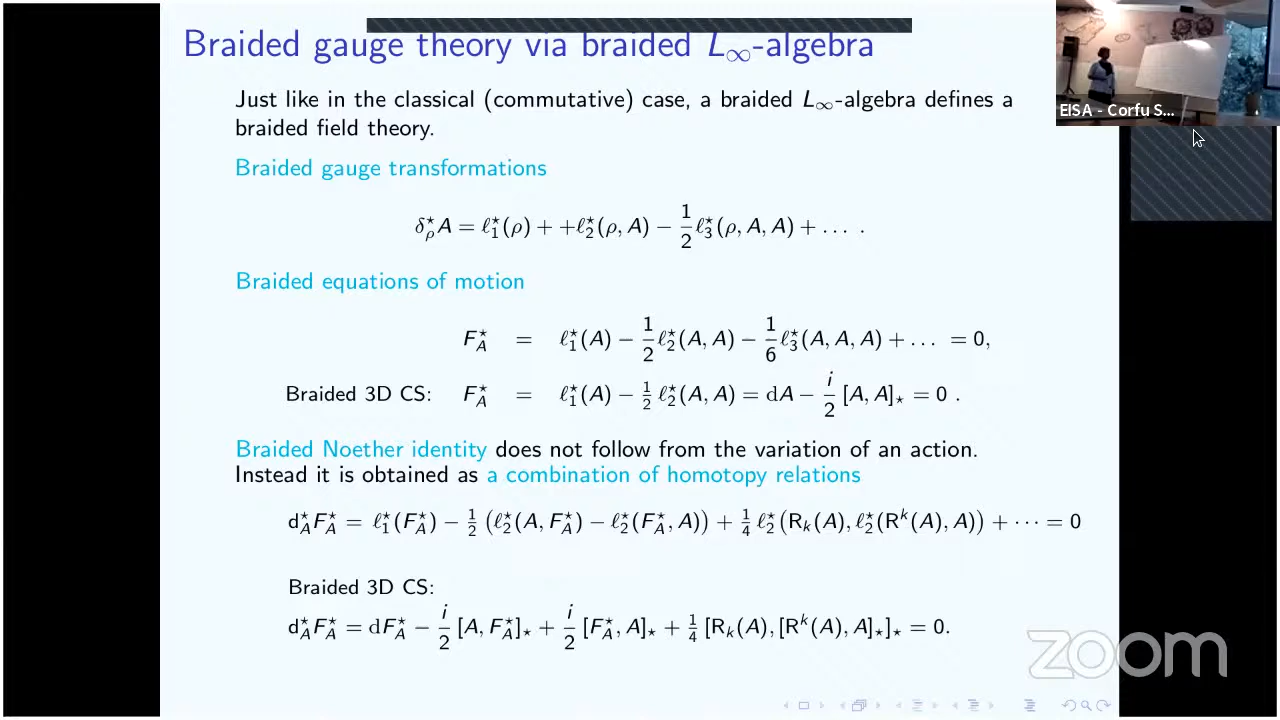 Braided gauge theory via braided L∞-algebra
Just like in the classical (commutative) case, a braided L∞-algebra defines a
braided field theory.
Braided gauge transformations
δ⋆ρA = ℓ⋆1(ρ) + +ℓ⋆2(ρ, A) − 1/2 ℓ⋆3(ρ, A, A) + . . . .
Braided equations of motion
F⋆A = ℓ⋆1(A) − 1/2 ℓ⋆2(A, A) − 1/6 ℓ⋆3(A, A, A) + . . . = 0,
Braided 3D CS: F⋆A = ℓ⋆1(A) − 1/2 ℓ⋆2(A, A) = dA − i/2 [A, A]⋆ = 0 .
Braided Noether identity does not follow from the variation of an action.
Instead it is obtained as a combination of homotopy relations
d⋆A F⋆A = ℓ⋆1(F⋆A) − 1/2 (ℓ⋆2(A, F⋆A) − ℓ⋆2(F⋆A, A)) + 1/4 ℓ⋆2(Rk(A), ℓ⋆2(Rᵏ(A), A)) + ··· = 0
Braided 3D CS:
d⋆A F⋆A = dF⋆A − i/2 [A, F⋆A]⋆ + i/2 [F⋆A, A]⋆ + 1/4 [Rk(A), [Rᵏ(A), A]⋆]⋆ = 0.
EISA - Corfu S...
zoom